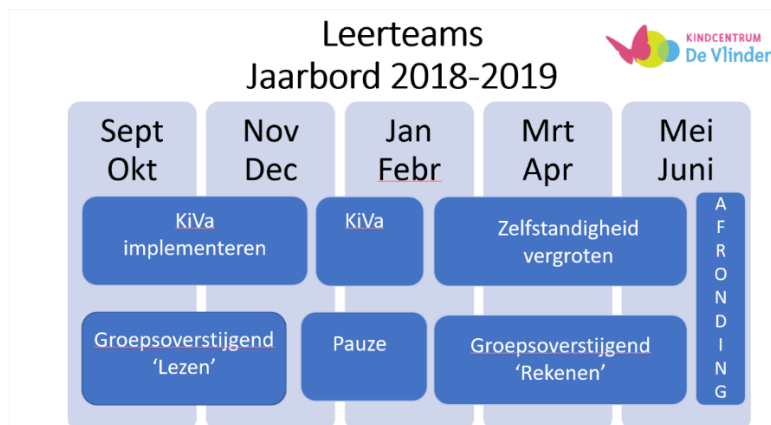 Leerteams
Jaarbord 2018-2019
KINDCENTRUM
De Vlinder
Sept
Okt
Nov
Dec
Jan
Febr
Mrt
Apr
Mei
Juni
KiVa
implementeren
KiVa
Zelfstandigheid
vergroten
AFRONDING
Groepsoverstijgend
‘Lezen’
Pauze
Groepsoverstijgend
‘Rekenen’